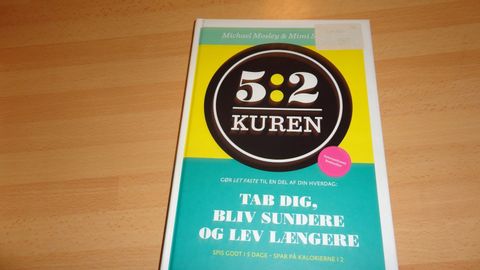 Michael Mosley & Mimi
5:2
KUREN
GØR LET FASTE TIL EN DEL AF DIN HVERDAG:
TAB DIG,
BLIV SUNDERE
OG LEV LÆNGERE
SPIS GODT I 5 DAGE - SPAR PÅ KALORIERNE I 2